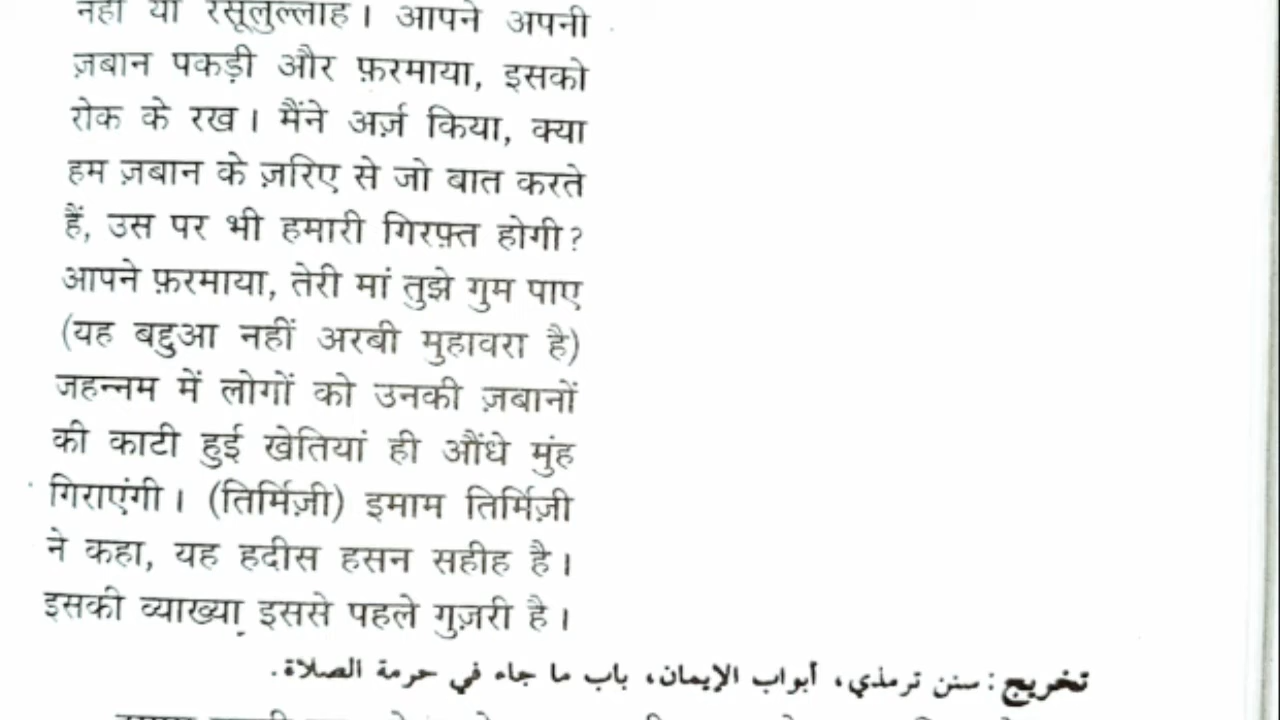 नहीं या रसूलुल्लाह। आपने अपनी
ज़बान पकड़ी और फ़रमाया, इसको
रोक के रख। मैंने अर्ज़ किया, क्या
हम ज़बान के ज़रिए से जो बात करते
हैं, उस पर भी हमारी गिरफ़्त होगी?
आपने फ़रमाया, तेरी मां तुझे गुम पाए
(यह बद्दुआ नहीं अरबी मुहावरा है)
जहन्नम में लोगों को उनकी ज़बानों
की काटी हुई खेतियां ही औंधे मुंह
गिराएंगी। (तिर्मिज़ी) इमाम तिर्मिज़ी
ने कहा, यह हदीस हसन सहीह है।
इसकी व्याख्या इससे पहले गुज़री है।
تخريج: سنن ترمذي، أبواب الإيمان، باب ما جاء في حرمة الصلاة.